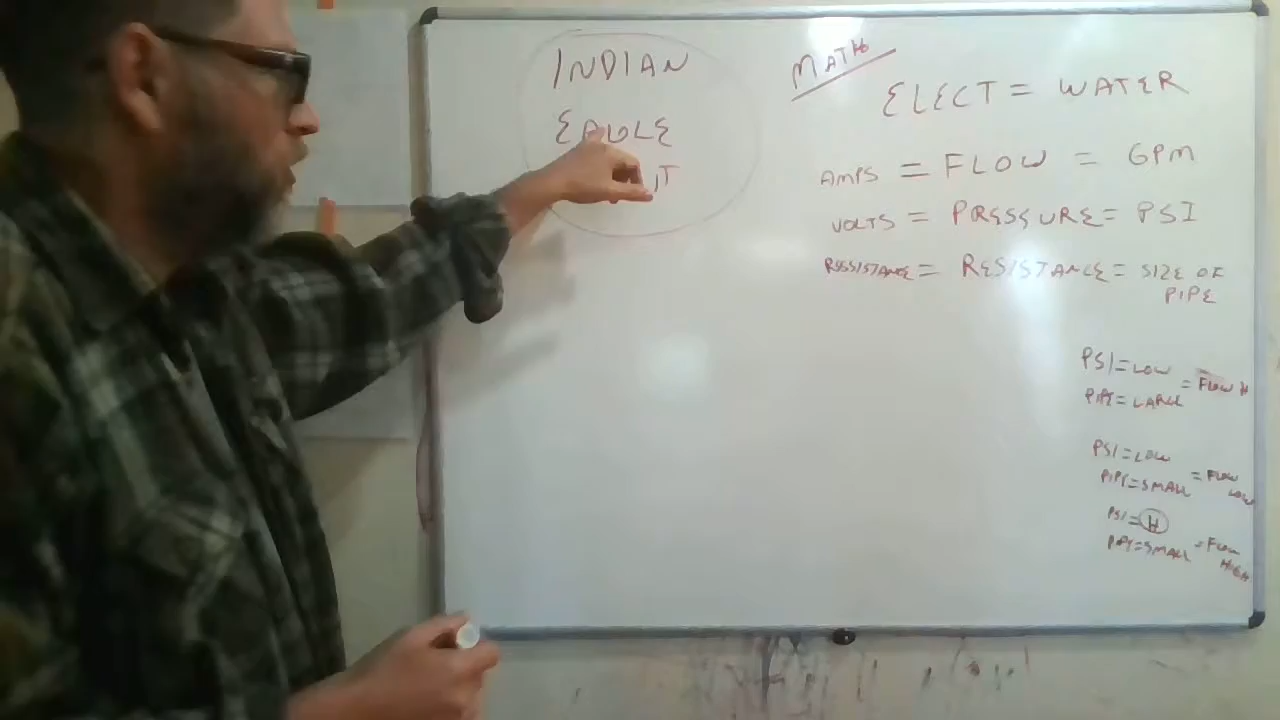 INDIAN
EAGLE
MATH
ELECT = WATER
AMPS = FLOW = GPM
VOLTS = PRESSURE = PSI
RESISTANCE = RESISTANCE = SIZE OF
PIPE
PSI = LOW
PIPE = LARGE
= FLOW H
PSI = LOW
PIPE = SMALL
= FLOW
LOW
PSI = H
PIPE = SMALL
= FLOW
HIGH